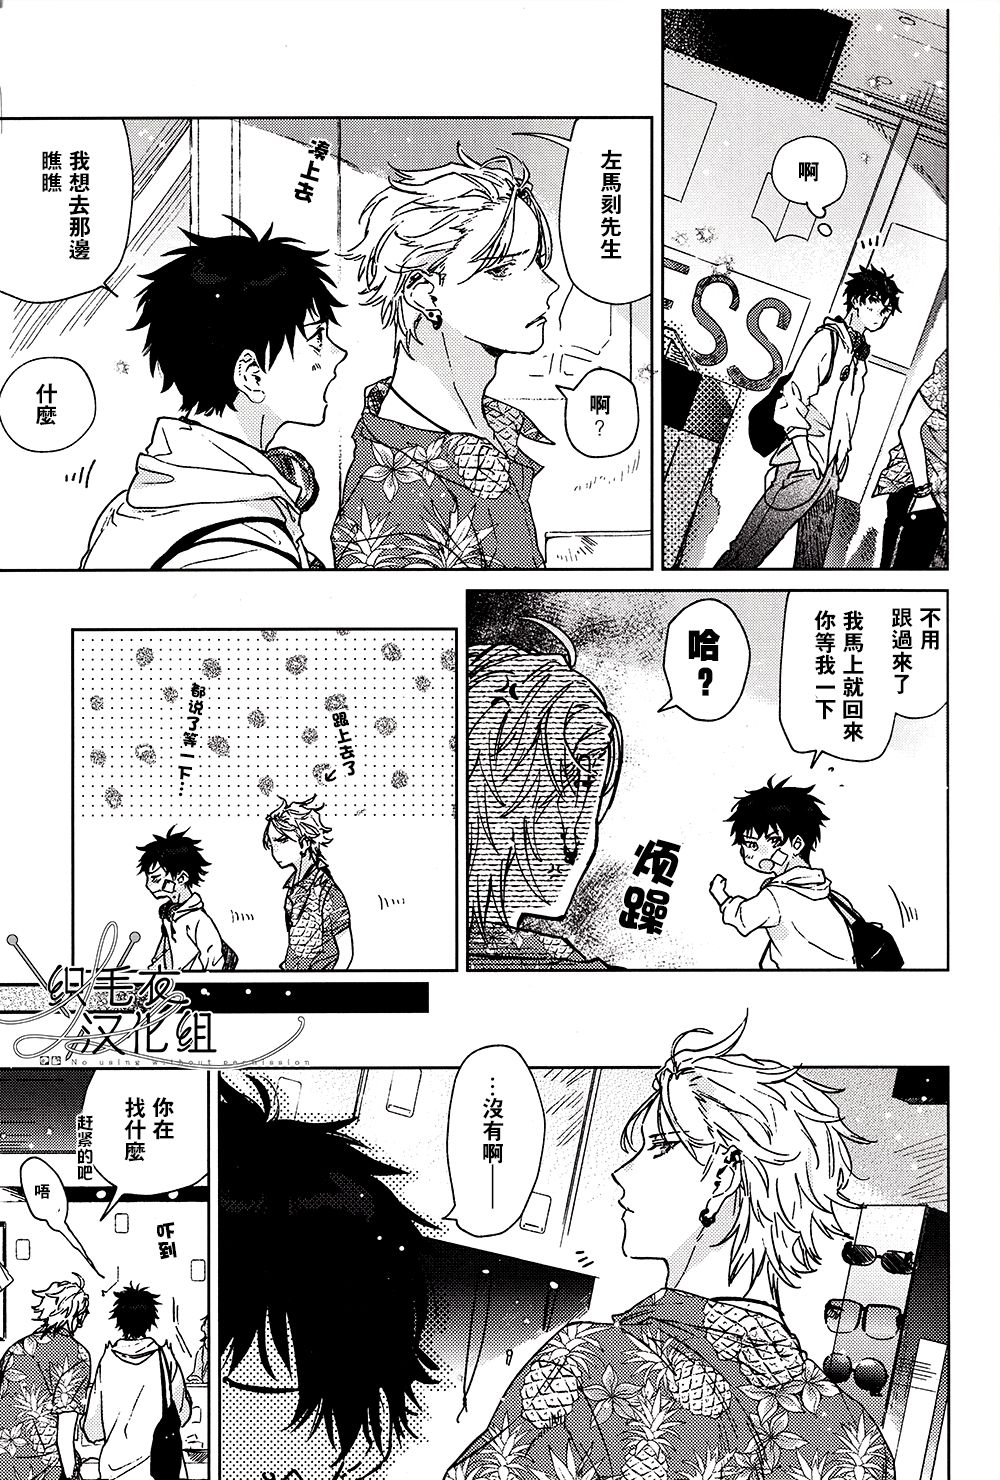 啊
ESS
左馬刻先生
湊上去
我想去那邊
瞧瞧
啊?
什麼
不用
跟過來了
我馬上就回來
你等我一下
哈?
烦
躁
跟上去了
都说了等一下…
织毛衣
汉化组
No using without permission
…沒有啊——
你在
找什麼
赶紧的吧
唔
吓到